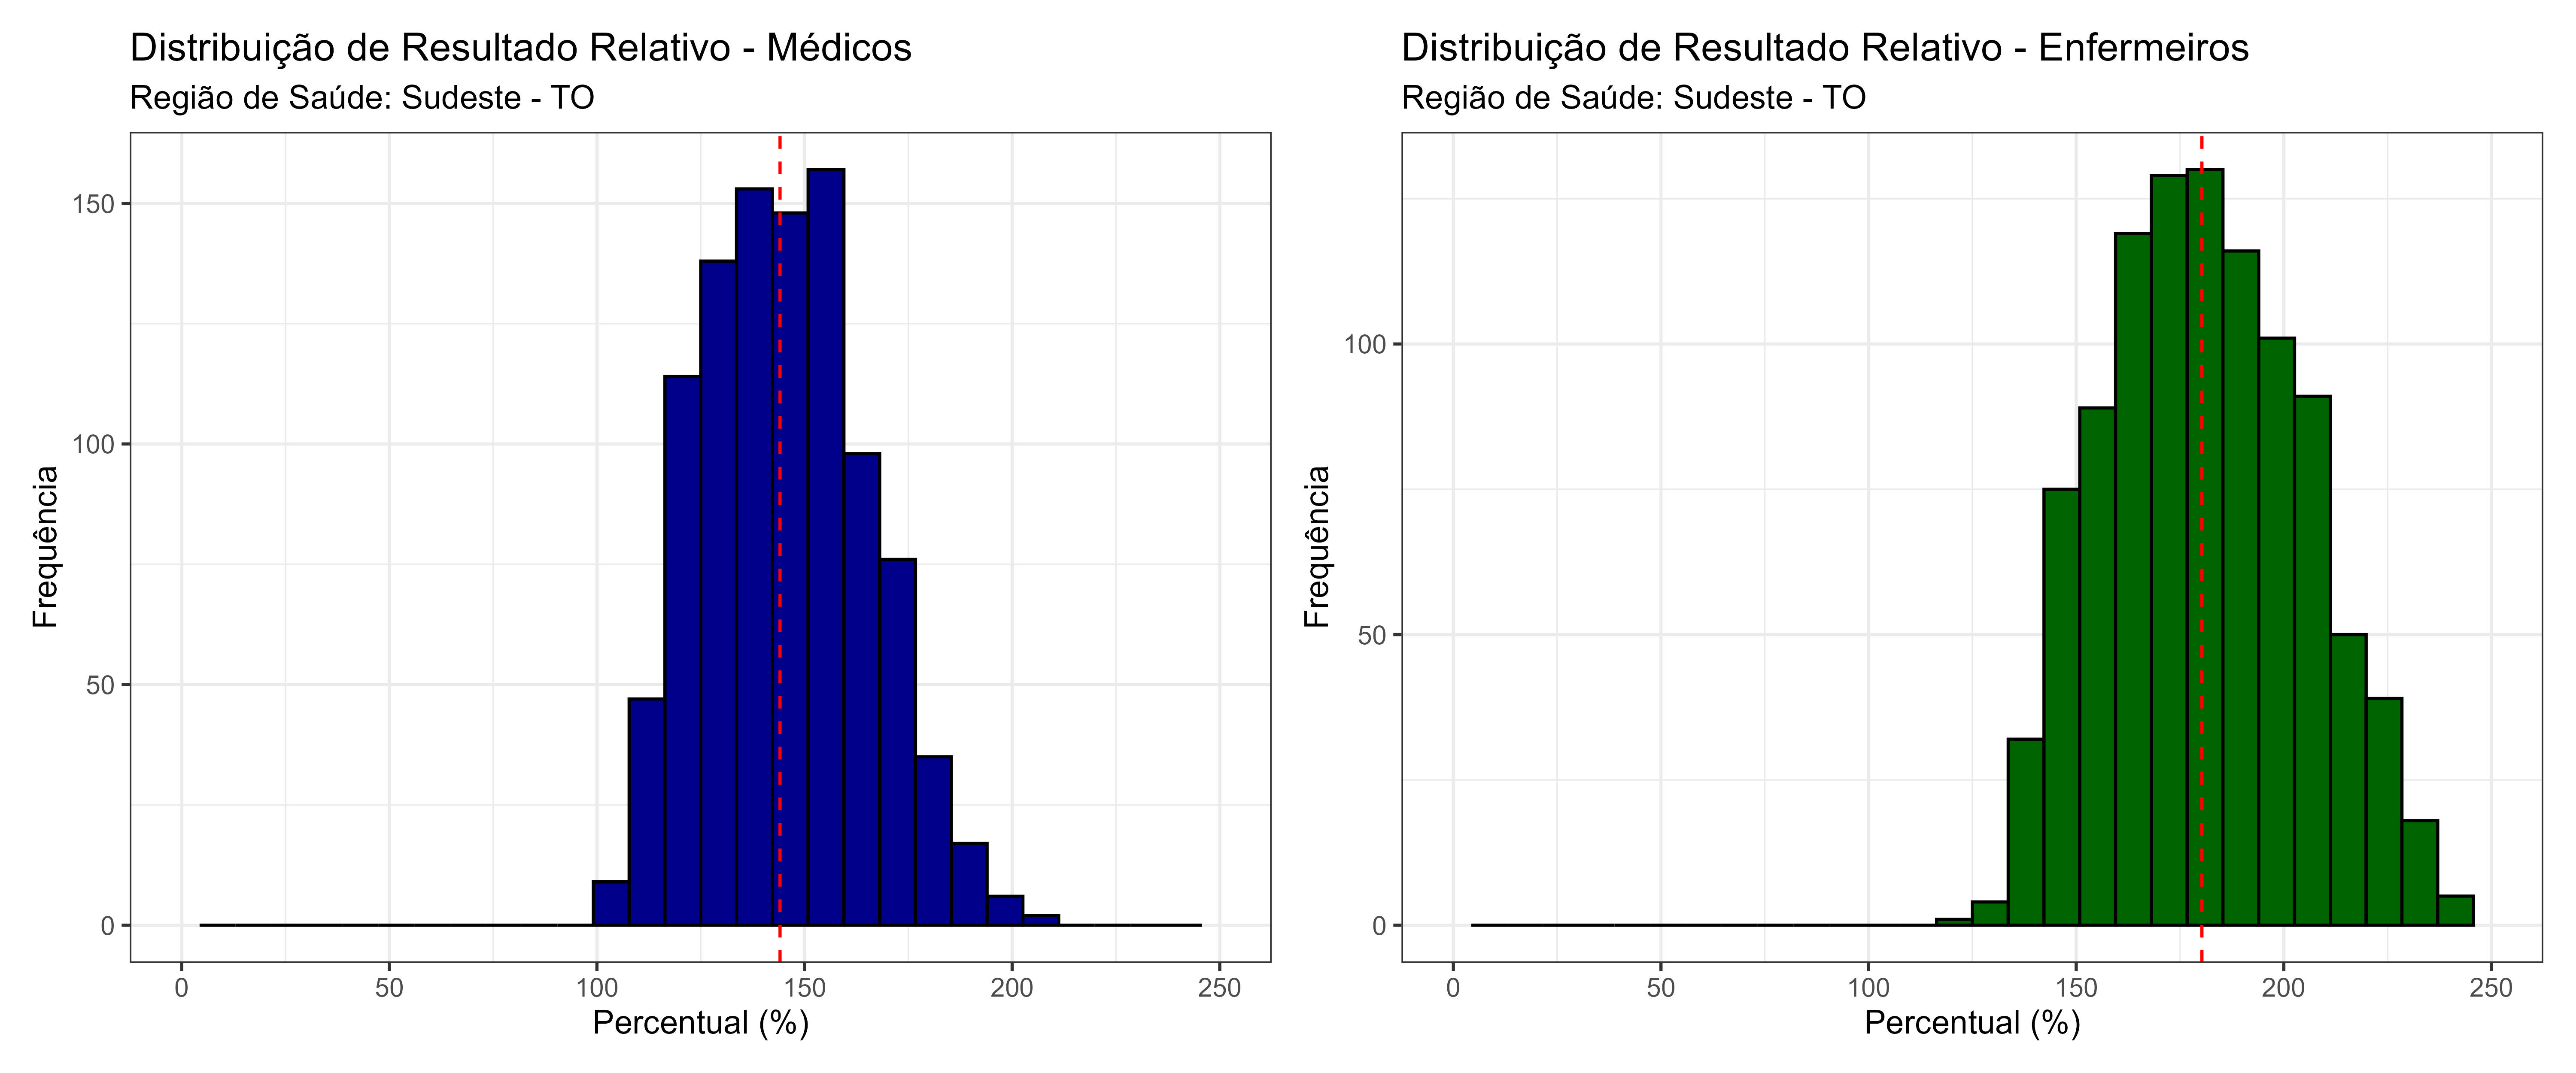 Distribuição de Resultado Relativo - Médicos
Região de Saúde: Sudeste - TO
Frequência
150
100
50
0
0 50 100 150 200 250
Percentual (%)
Distribuição de Resultado Relativo - Enfermeiros
Região de Saúde: Sudeste - TO
Frequência
100
50
0
0 50 100 150 200 250
Percentual (%)